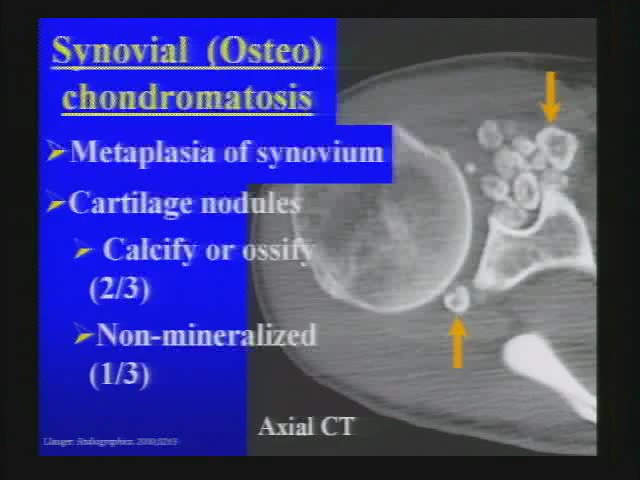 Synovial (Osteo)
chondromatosis
Metaplasia of synovium
Cartilage nodules
Calcify or ossify
(2/3)
Non-mineralized
(1/3)
Axial CT
Radiographics.